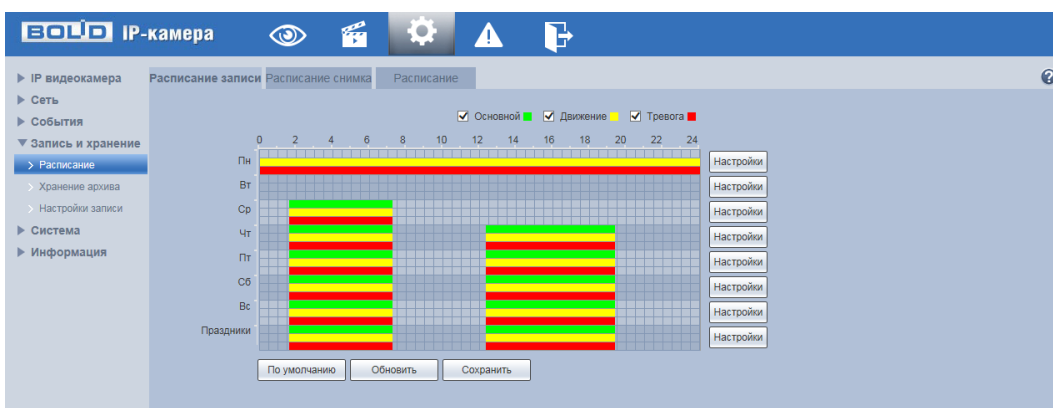 BOLID IP-камера
IP видеокамера
Сеть
События
Запись и хранение
Расписание
Хранение архива
Настройки записи
Система
Информация
Расписание записи Расписание снимка Расписание
?
Основной Движение Тревога
0 2 4 6 8 10 12 14 16 18 20 22 24
Пн Настройки
Вт Настройки
Ср Настройки
Чт Настройки
Пт Настройки
Сб Настройки
Вс Настройки
Праздники Настройки
По умолчанию Обновить Сохранить